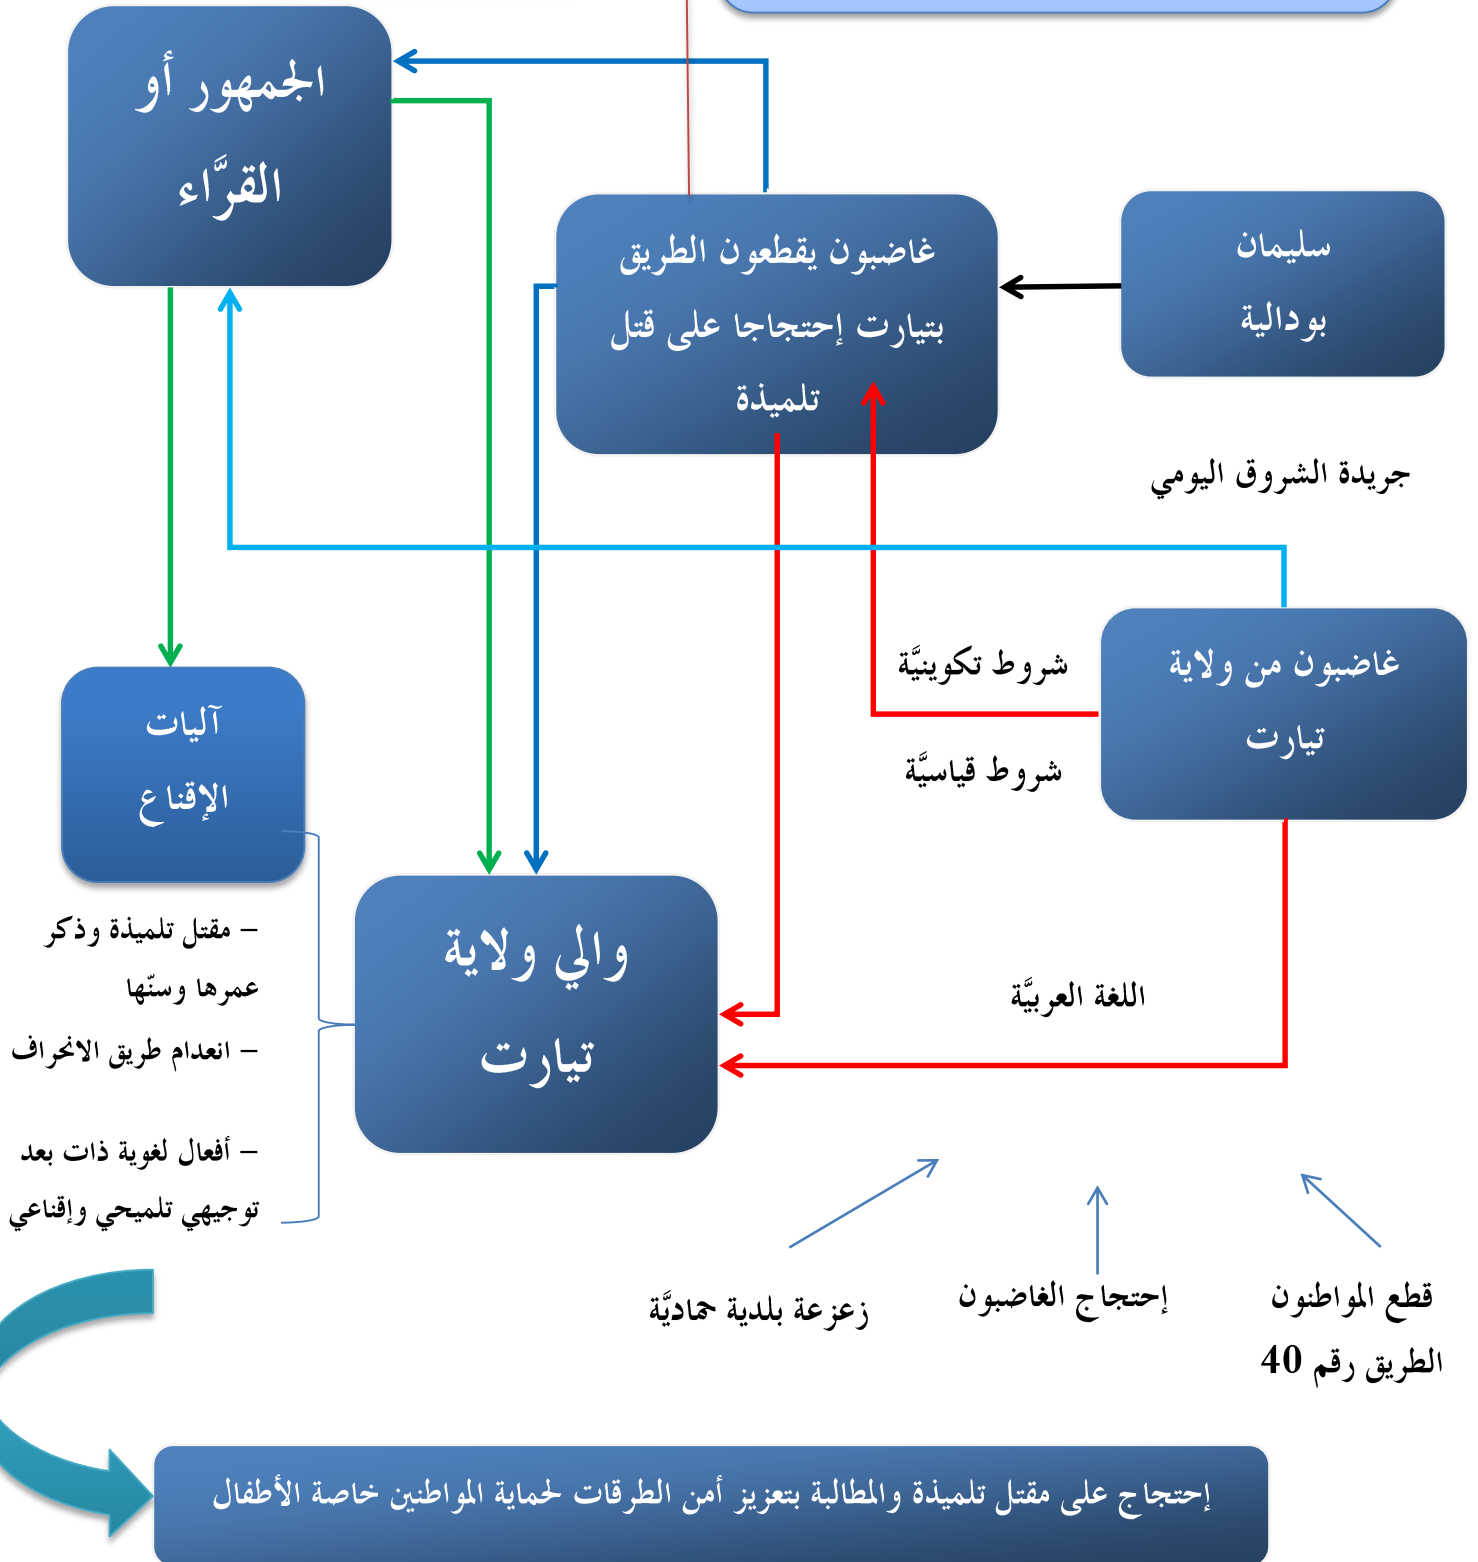 الجمهور أو
القرَّاء
سليمان
بودالية
غاضبون يقطعون الطريق
بتيارت إحتجاجا على قتل
تلميذة
جريدة الشروق اليومي
غاضبون من ولاية
تيارت
شروط تكوينيَّة
شروط قياسيَّة
آليات
الإقناع
والي ولاية
تيارت
اللغة العربيَّة
– مقتل تلميذة وذكر
عمرها وسنّها
– انعدام طريق الانحراف
– أفعال لغوية ذات بعد
توجيهي تلميحي وإقناعي
قطع المواطنون
الطريق رقم 40
إحتجاج الغاضبون
زعزعة بلدية حماديَّة
إحتجاج على مقتل تلميذة والمطالبة بتعزيز أمن الطرقات لحماية المواطنين خاصة الأطفال